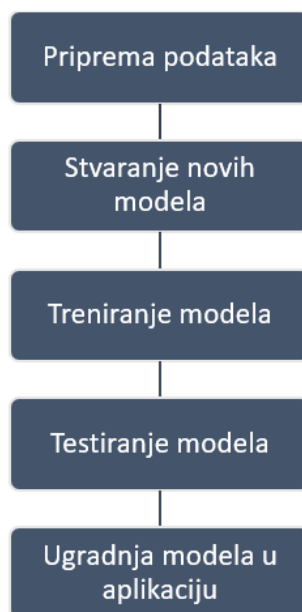 Priprema podataka
Stvaranje novih
modela
Treniranje modela
Testiranje modela
Ugradnja modela u
aplikaciju